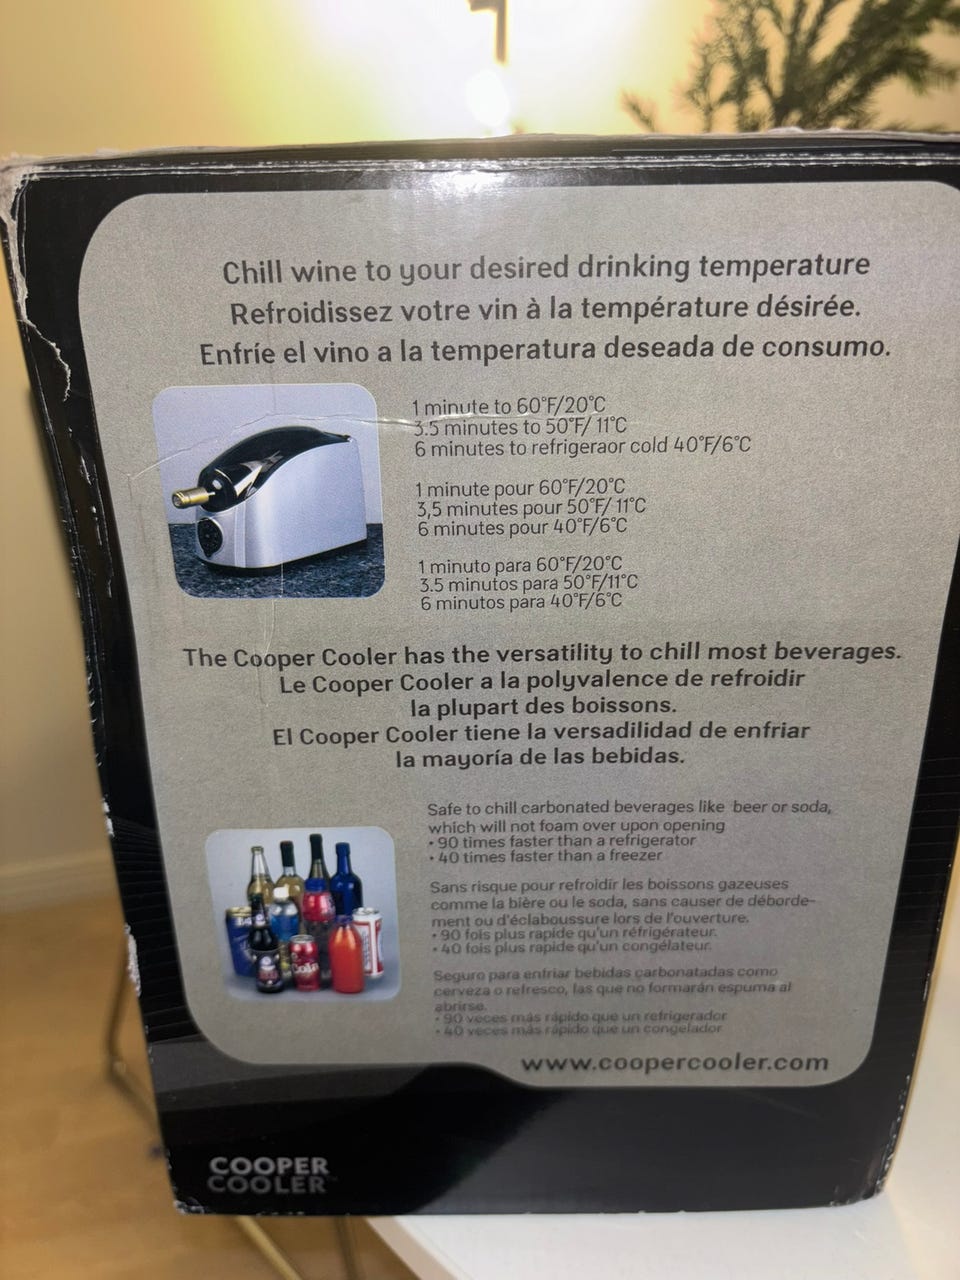 Chill wine to your desired drinking temperature
Refroidissez votre vin à la température désirée.
Enfríe el vino a la temperatura deseada de consumo.
1 minute to 60°F/20°C
3.5 minutes to 50°F/ 11°C
6 minutes to refrigeraor cold 40°F/6°C
1 minute pour 60°F/20°C
3,5 minutes pour 50°F/ 11°C
6 minutes pour 40°F/6°C
1 minuto para 60°F/20°C
3.5 minutos para 50°F/11°C
6 minutos para 40°F/6°C
The Cooper Cooler has the versatility to chill most beverages.
Le Cooper Cooler a la polyvalence de refroidir
la plupart des boissons.
El Cooper Cooler tiene la versadilidad de enfriar
la mayoría de las bebidas.
Safe to chill carbonated beverages like beer or soda,
which will not foam over upon opening
• 90 times faster than a refrigerator
• 40 times faster than a freezer
Sans risque pour refroidir les boissons gazeuses
comme la bière ou le soda, sans causer de déborde-
ment ou d'éclaboussure lors de l'ouverture.
• 90 fois plus rapide qu'un réfrigérateur.
• 40 fois plus rapide qu'un congélateur.
Seguro para enfriar bebidas carbonatadas como
cerveza o refresco, las que no formarán espuma al
abrirse.
• 90 veces más rápido que un refrigerador
• 40 veces más rápido que un congelador
Cola
www.coopercooler.com
COOPER
COOLER